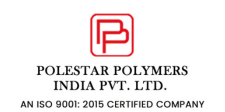 POLESTAR POLYMERS
INDIA PVT. LTD.
AN ISO 9001: 2015 CERTIFIED COMPANY